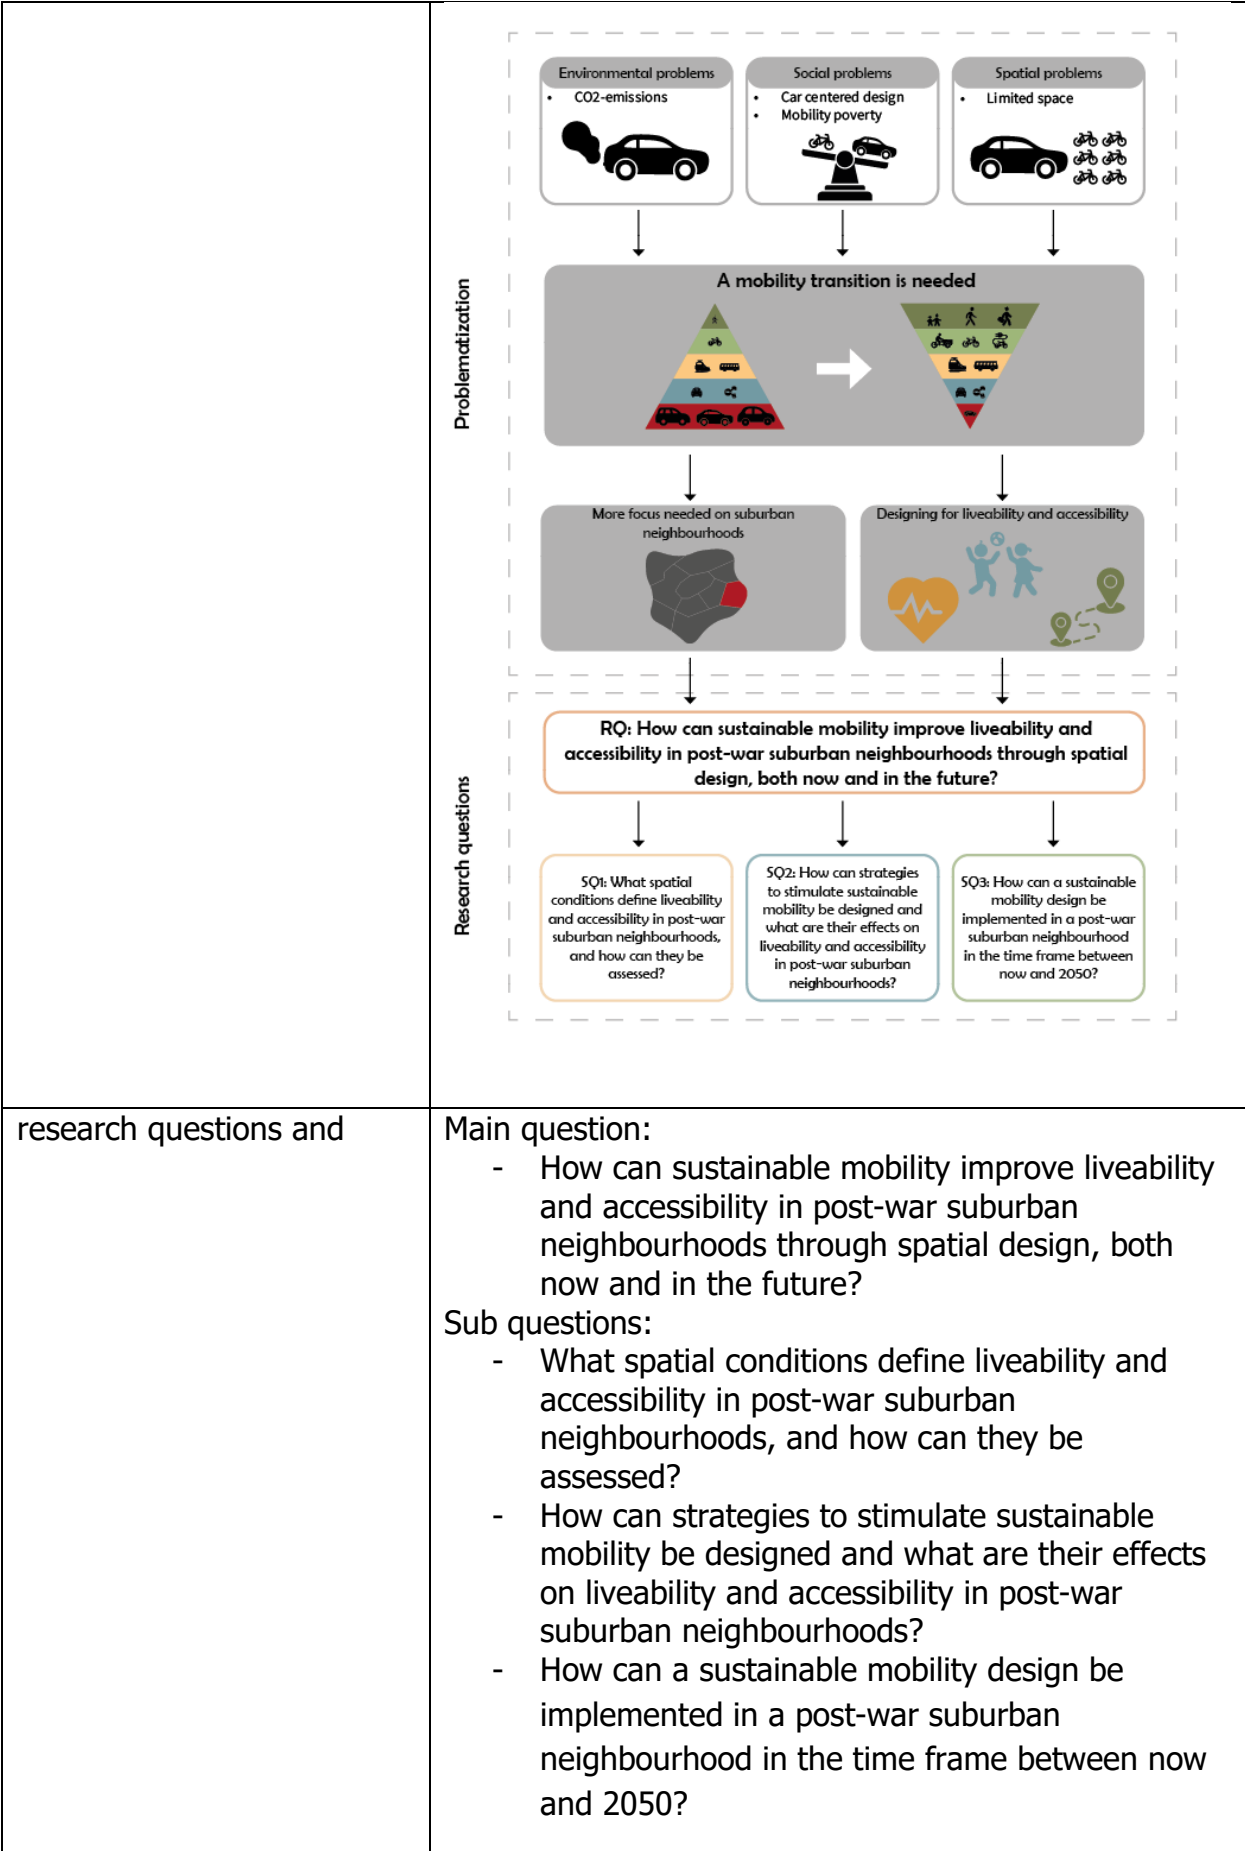 Environmental problems
• CO2-emissions
Social problems
• Car centered design
• Mobility poverty
Spatial problems
• Limited space
Problematization
A mobility transition is needed
More focus needed on suburban
neighbourhoods
Designing for liveability and accessibility
Research questions
RQ: How can sustainable mobility improve liveability and
accessibility in post-war suburban neighbourhoods through spatial
design, both now and in the future?
SQ1: What spatial
conditions define liveability
and accessibility in post-war
suburban neighbourhoods,
and how can they be
assessed?
SQ2: How can strategies
to stimulate sustainable
mobility be designed and
what are their effects on
liveability and accessibility
in post-war suburban
neighbourhoods?
SQ3: How can a sustainable
mobility design be
implemented in a post-war
suburban neighbourhood
in the time frame between
now and 2050?
research questions and
Main question:
- How can sustainable mobility improve liveability
and accessibility in post-war suburban
neighbourhoods through spatial design, both
now and in the future?
Sub questions:
- What spatial conditions define liveability and
accessibility in post-war suburban
neighbourhoods, and how can they be
assessed?
- How can strategies to stimulate sustainable
mobility be designed and what are their effects
on liveability and accessibility in post-war
suburban neighbourhoods?
- How can a sustainable mobility design be
implemented in a post-war suburban
neighbourhood in the time frame between now
and 2050?